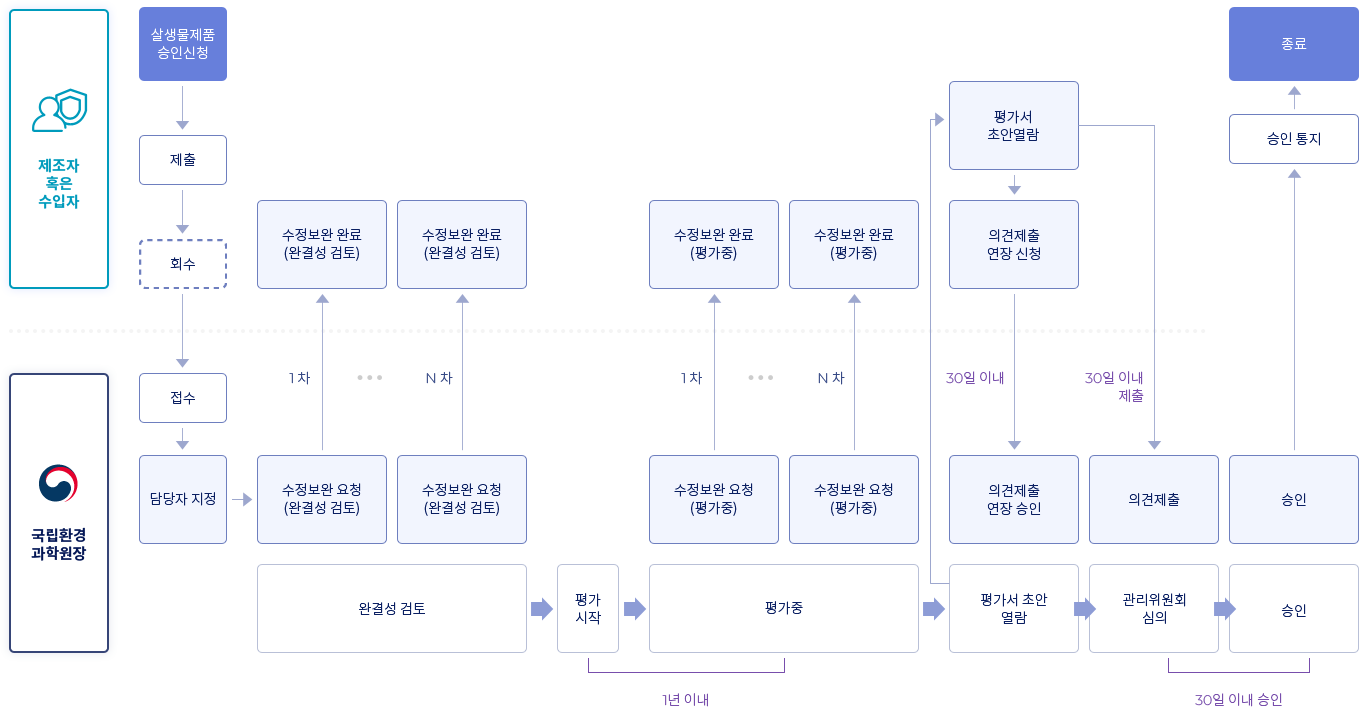 살생물제품
승인신청
종료
제조자
혹은
수입자
제출
회수
수정보완 완료
(완결성 검토)
수정보완 완료
(완결성 검토)
수정보완 완료
(평가중)
수정보완 완료
(평가중)
평가서
초안열람
의견제출
연장 신청
승인 통지
1 차
N 차
1 차
N 차
30일 이내
30일 이내
제출
국립환경
과학원장
접수
담당자 지정
수정보완 요청
(완결성 검토)
수정보완 요청
(완결성 검토)
수정보완 요청
(평가중)
수정보완 요청
(평가중)
의견제출
연장 승인
의견제출
승인
완결성 검토
평가
시작
평가중
평가서 초안
열람
관리위원회
심의
승인
1년 이내
30일 이내 승인